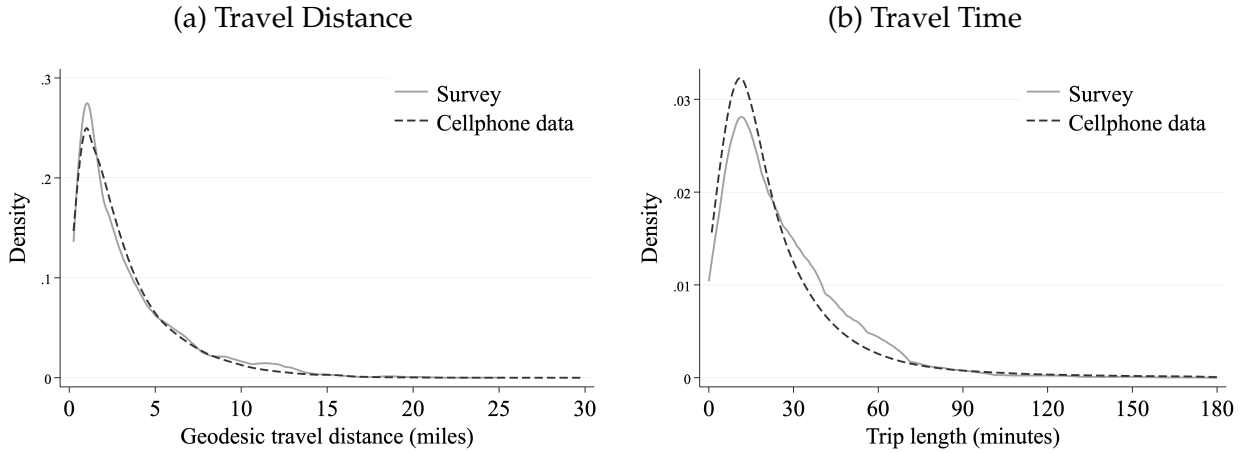 (a) Travel Distance
.3
.2
.1
0
Density
Survey
Cellphone data
0 5 10 15 20 25 30
Geodesic travel distance (miles)
(b) Travel Time
.03
.02
.01
0
Density
Survey
Cellphone data
0 30 60 90 120 150 180
Trip length (minutes)